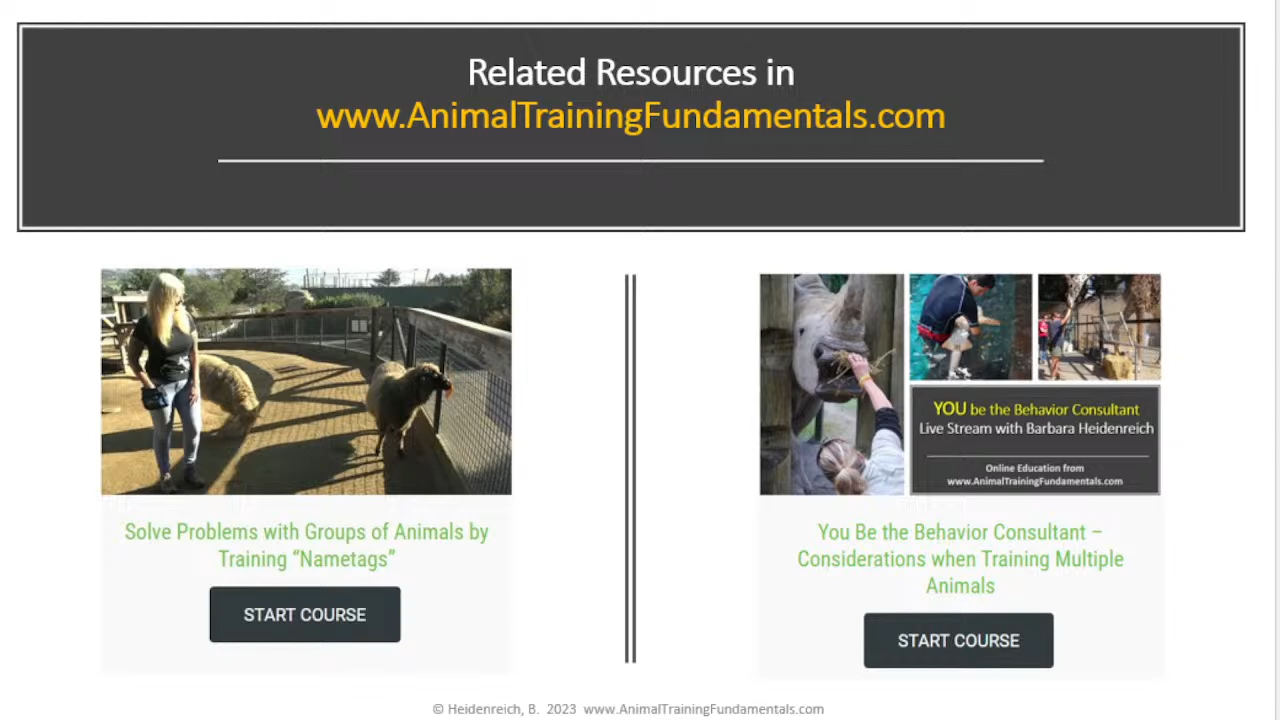 Related Resources in
www.AnimalTrainingFundamentals.com
Solve Problems with Groups of Animals by
Training “Nametags”
START COURSE
YOU be the Behavior Consultant
Live Stream with Barbara Heidenreich
Online Education from
www.AnimalTrainingFundamentals.com
You Be the Behavior Consultant –
Considerations when Training Multiple
Animals
START COURSE
© Heidenreich, B. 2023 www.AnimalTrainingFundamentals.com